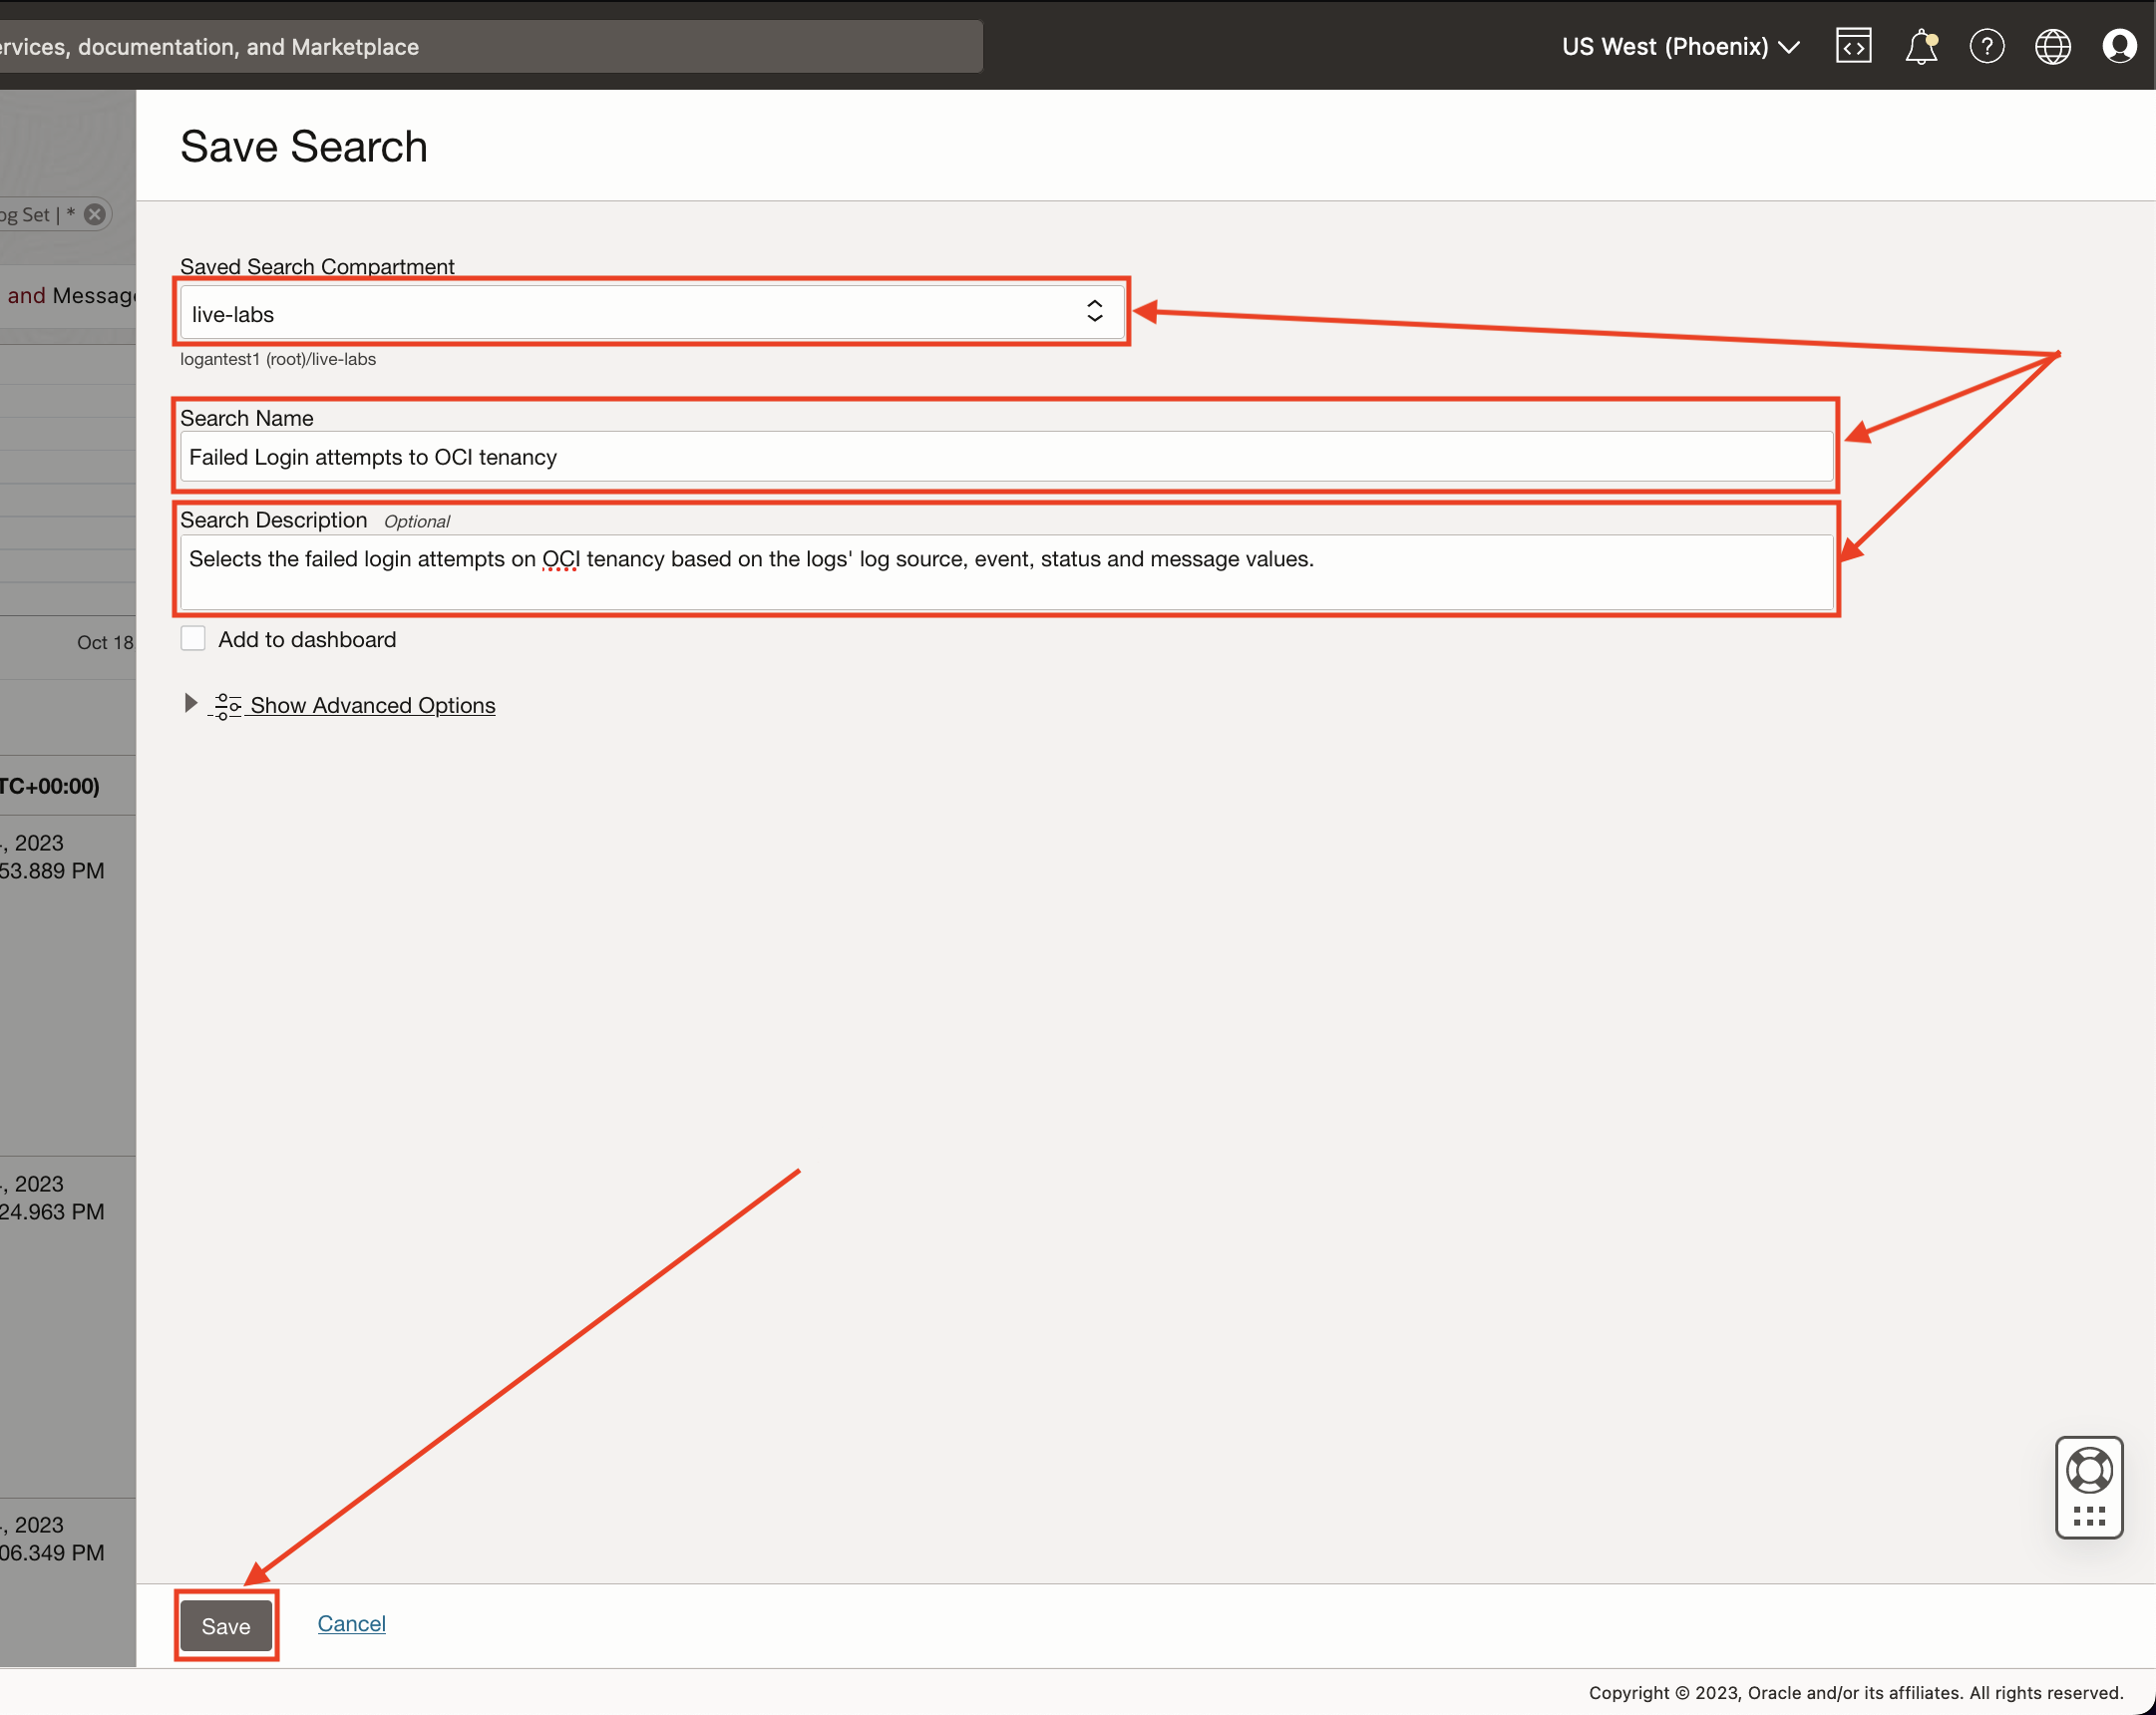 ervices, documentation, and Marketplace
US West (Phoenix)
Save Search
og Set | *
and Message
Saved Search Compartment
live-labs
logantest1 (root)/live-labs
Search Name
Failed Login attempts to OCI tenancy
Search Description Optional
Selects the failed login attempts on OCI tenancy based on the logs' log source, event, status and message values.
Add to dashboard
Oct 18
Show Advanced Options
TC+00:00)
, 2023
53.889 PM
, 2023
24.963 PM
, 2023
06.349 PM
Save
Cancel
Copyright © 2023, Oracle and/or its affiliates. All rights reserved.